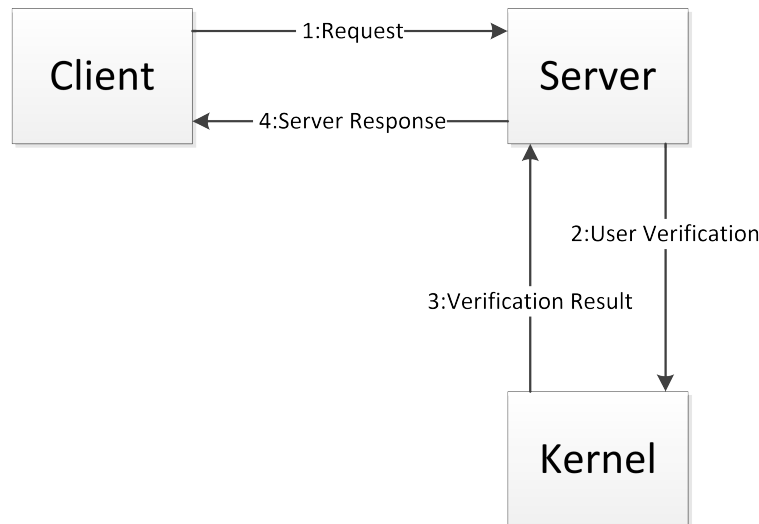 Client
1:Request
Server
4:Server Response
2:User Verification
3:Verification Result
Kernel